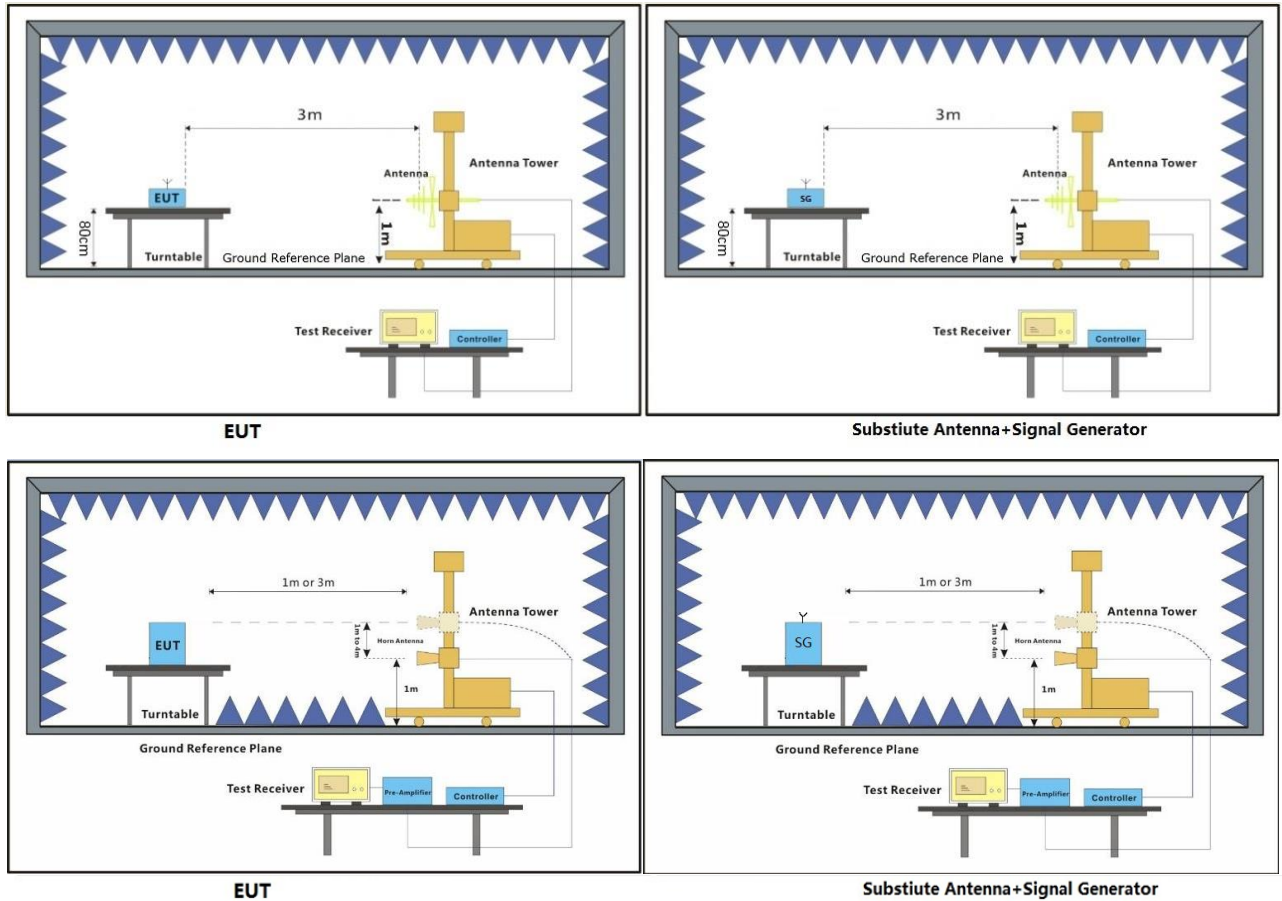 3m
Antenna Tower
Antenna
EUT
80cm
1m
Turntable
Ground Reference Plane
Test Receiver
Controller
EUT
3m
Antenna Tower
Antenna
SG
80cm
1m
Turntable
Ground Reference Plane
Test Receiver
Controller
Substiute Antenna+Signal Generator
1m or 3m
Antenna Tower
1m to 4m
Horn Antenna
EUT
1m
Turntable
Ground Reference Plane
Test Receiver
Pre-Amplifier
Controller
EUT
1m or 3m
Antenna Tower
1m to 4m
Horn Antenna
SG
1m
Turntable
Ground Reference Plane
Test Receiver
Pre-Amplifier
Controller
Substiute Antenna+Signal Generator